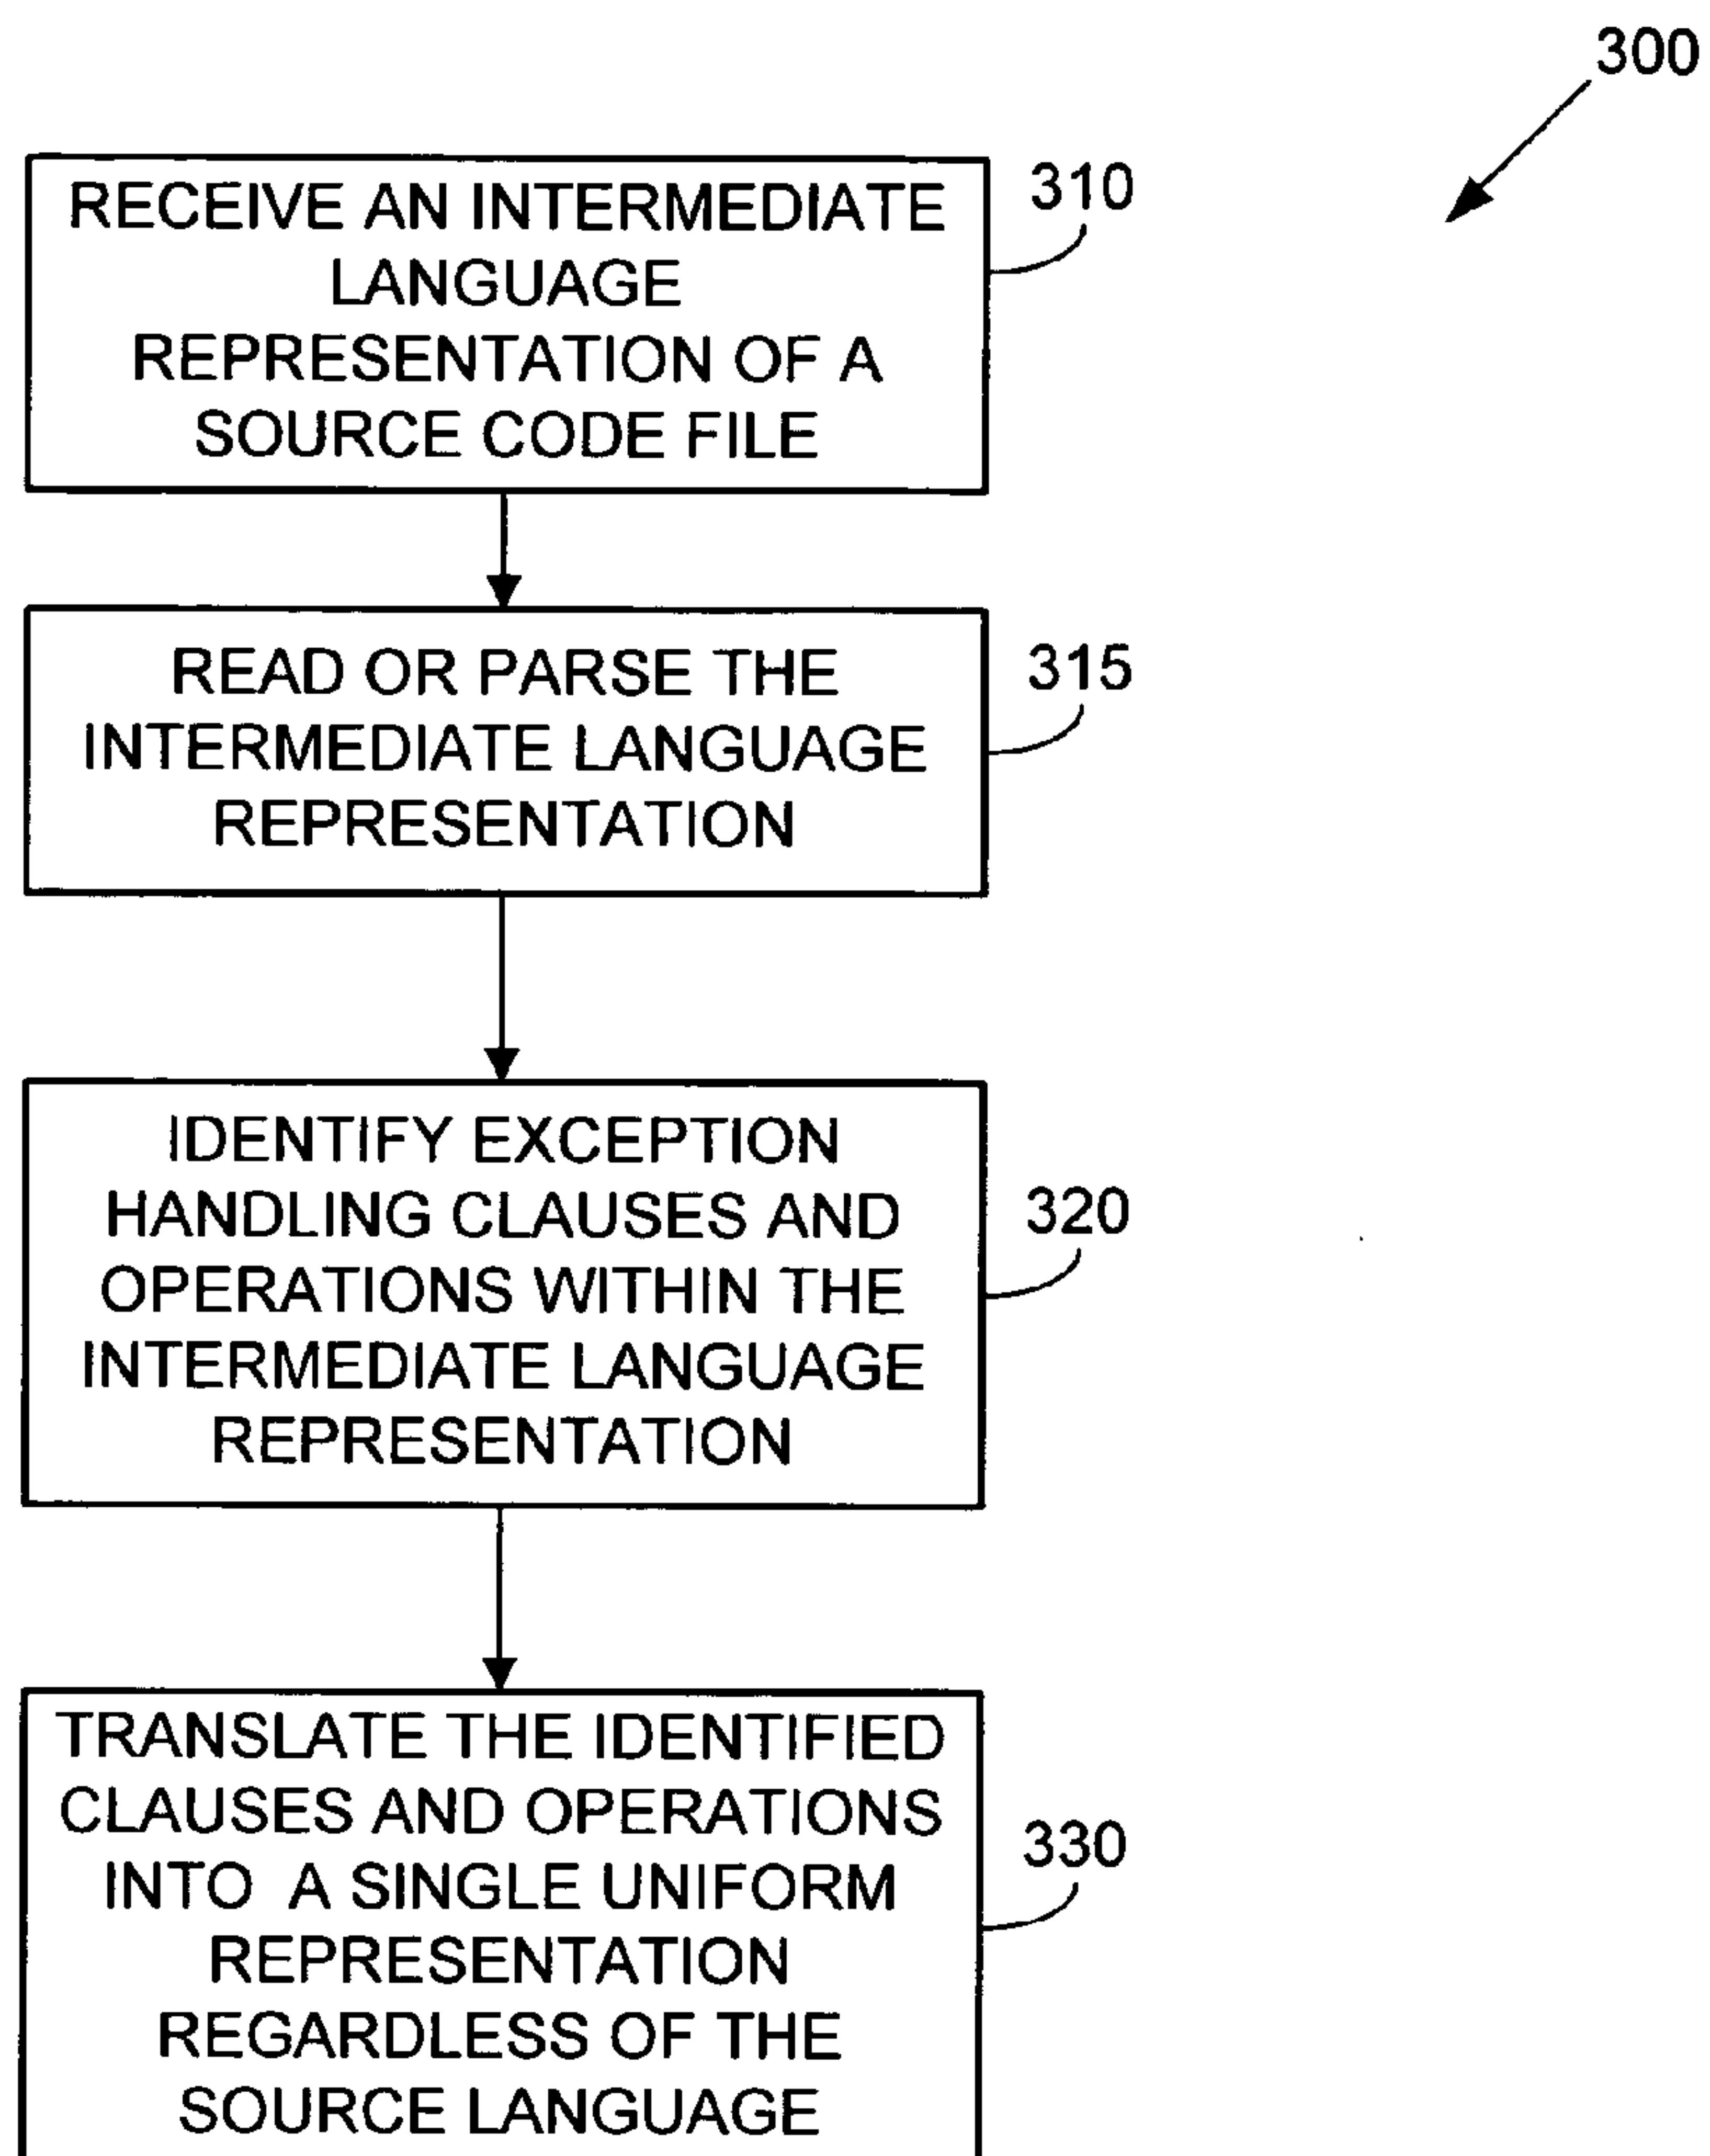 300
RECEIVE AN INTERMEDIATE
LANGUAGE
REPRESENTATION OF A
SOURCE CODE FILE
310
READ OR PARSE THE
INTERMEDIATE LANGUAGE
REPRESENTATION
315
IDENTIFY EXCEPTION
HANDLING CLAUSES AND
OPERATIONS WITHIN THE
INTERMEDIATE LANGUAGE
REPRESENTATION
320
TRANSLATE THE IDENTIFIED
CLAUSES AND OPERATIONS
INTO A SINGLE UNIFORM
REPRESENTATION
REGARDLESS OF THE
SOURCE LANGUAGE
330